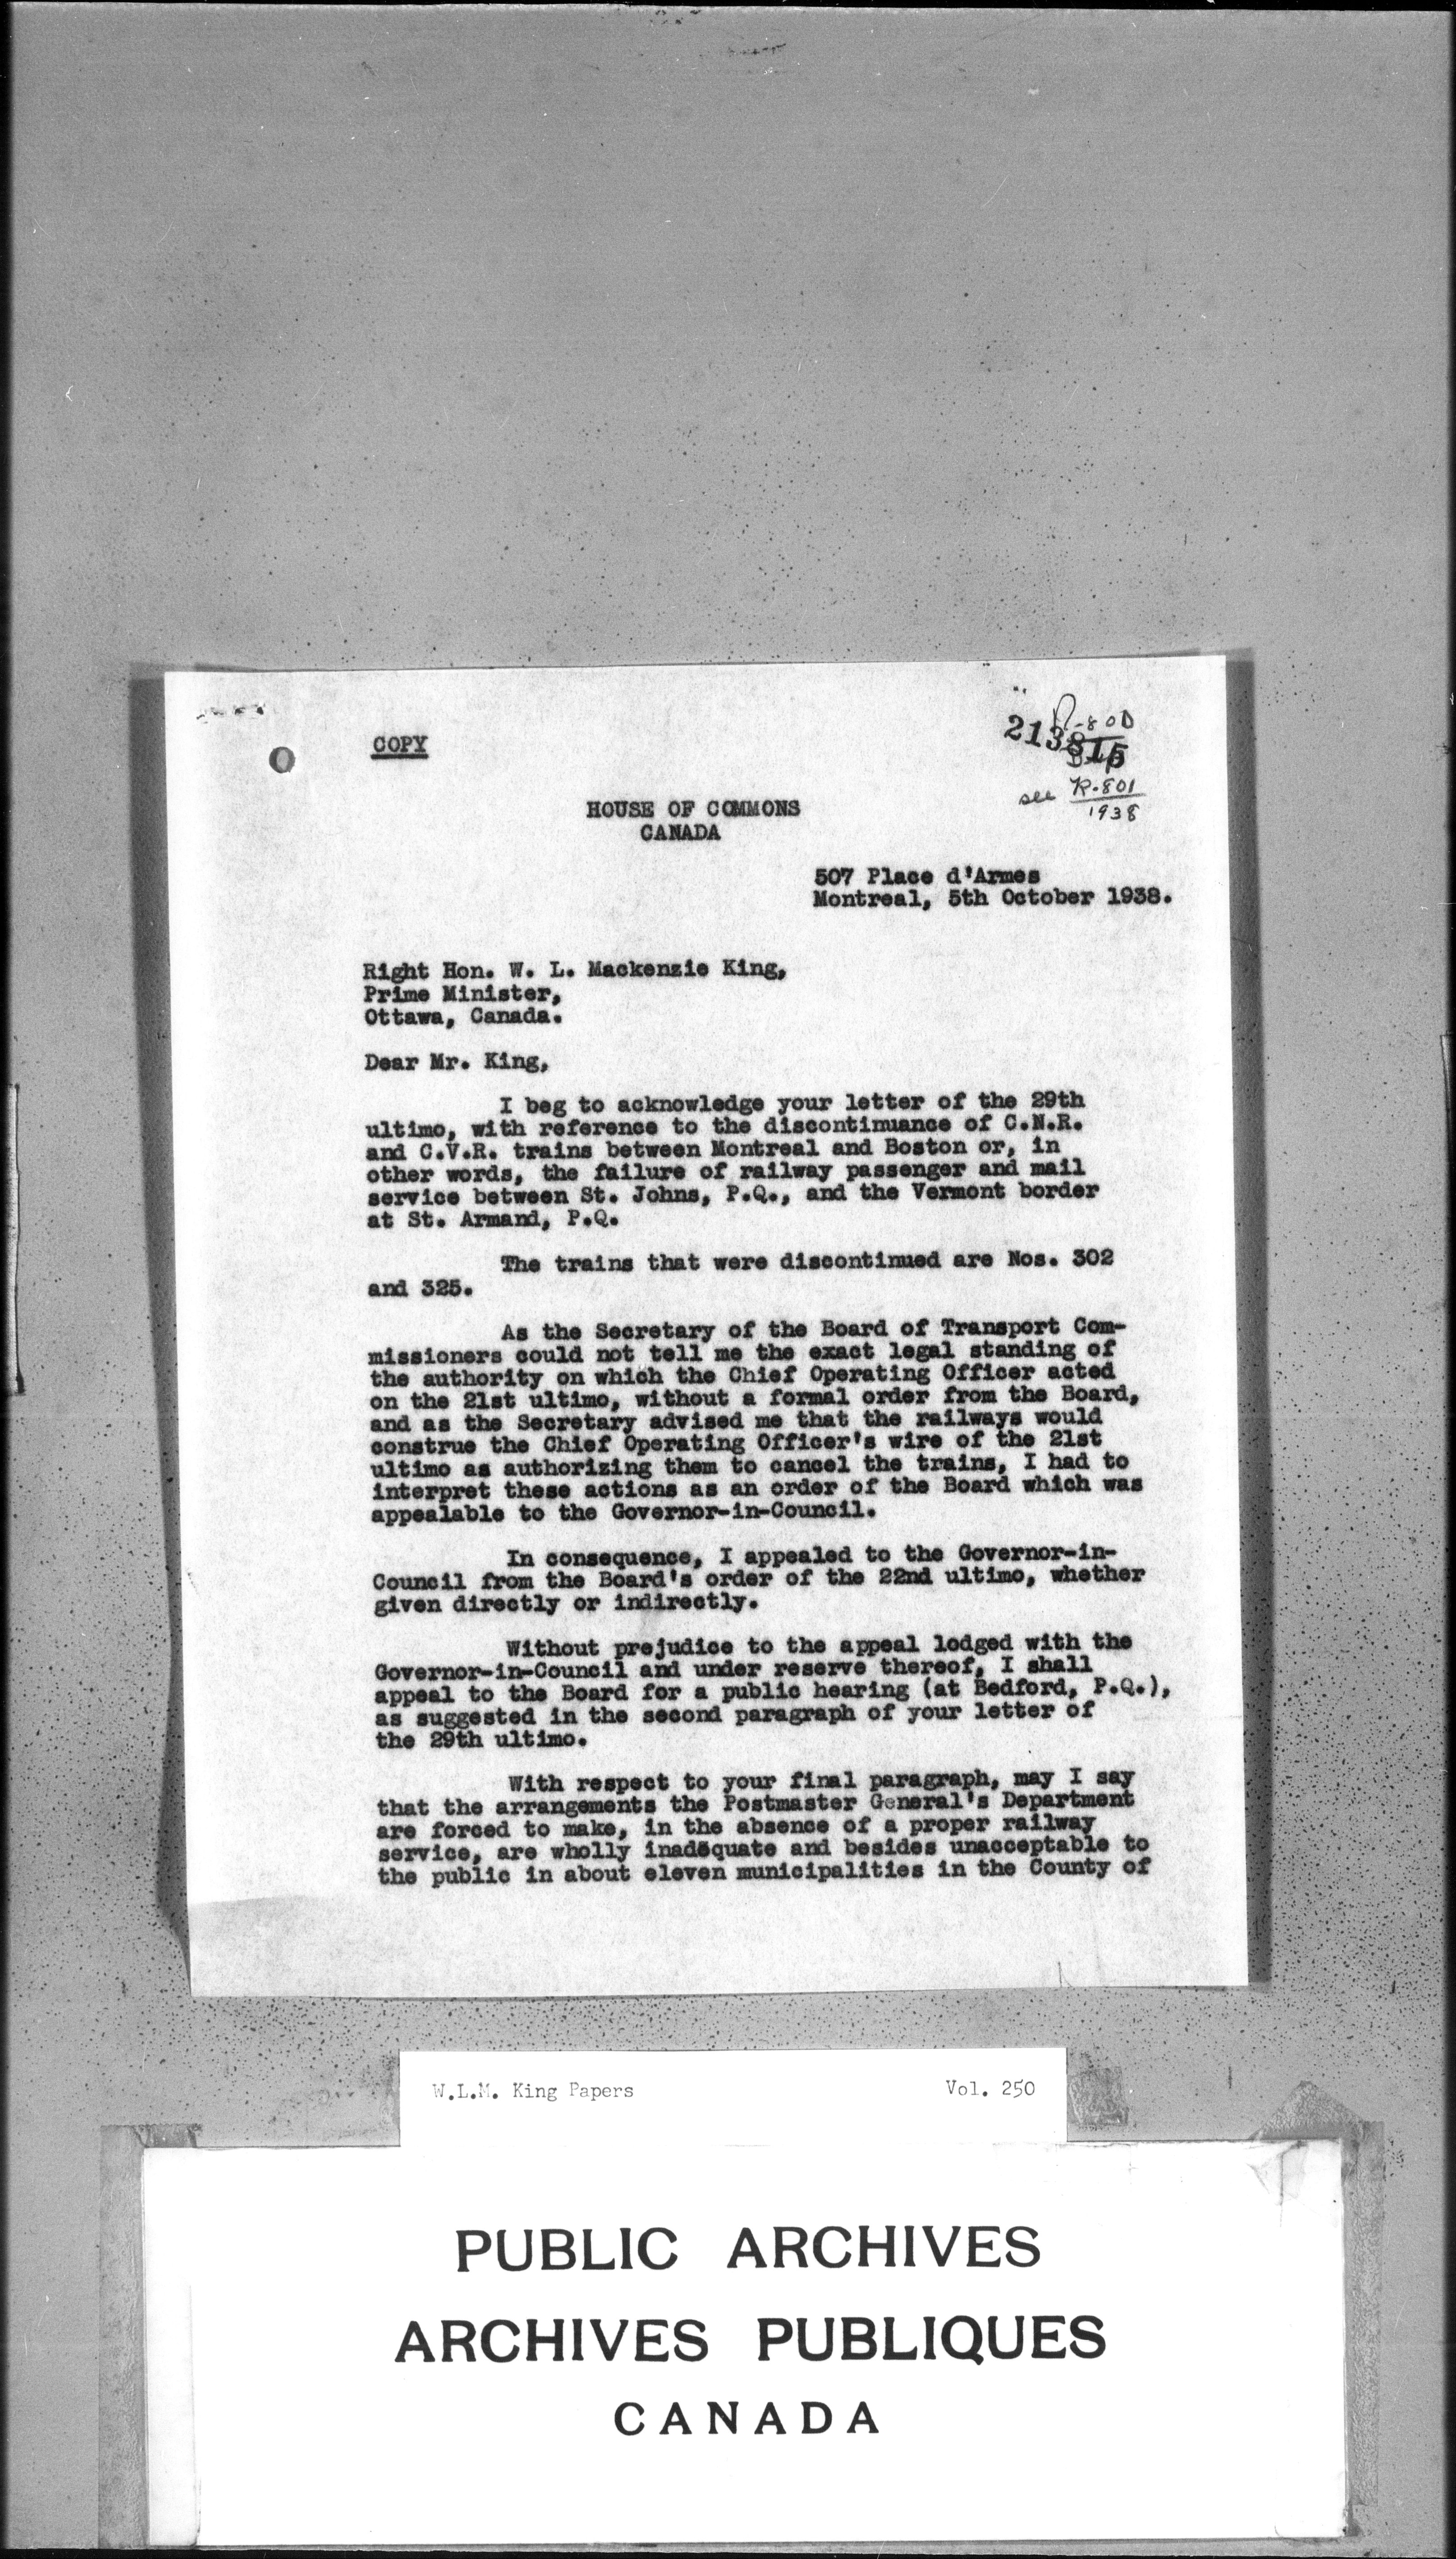 COPY
213815
R-800
see R-801
1938
HOUSE OF COMMONS
CANADA
507 Place d'Armes
Montreal, 5th October 1938.
Right Hon. W. L. Mackenzie King,
Prime Minister,
Ottawa, Canada.
Dear Mr. King,
I beg to acknowledge your letter of the 29th
ultimo, with reference to the discontinuance of C.N.R.
and C.V.R. trains between Montreal and Boston or, in
other words, the failure of railway passenger and mail
service between St. Johns, P.Q., and the Vermont border
at St. Armand, P.Q.
The trains that were discontinued are Nos. 302
and 325.
As the Secretary of the Board of Transport Com-
missioners could not tell me the exact legal standing of
the authority on which the Chief Operating Officer acted
on the 21st ultimo, without a formal order from the Board,
and as the Secretary advised me that the railways would
construe the Chief Operating Officer's wire of the 21st
ultimo as authorizing them to cancel the trains, I had to
interpret these actions as an order of the Board which was
appealable to the Governor-in-Council.
In consequence, I appealed to the Governor-in-
Council from the Board's order of the 22nd ultimo, whether
given directly or indirectly.
Without prejudice to the appeal lodged with the
Governor-in-Council and under reserve thereof, I shall
appeal to the Board for a public hearing (at Bedford, P.Q.),
as suggested in the second paragraph of your letter of
the 29th ultimo.
With respect to your final paragraph, may I say
that the arrangements the Postmaster General's Department
are forced to make, in the absence of a proper railway
service, are wholly inadequate and besides unacceptable to
the public in about eleven municipalities in the County of
W.L.M. King Papers Vol. 250
PUBLIC ARCHIVES
ARCHIVES PUBLIQUES
CANADA